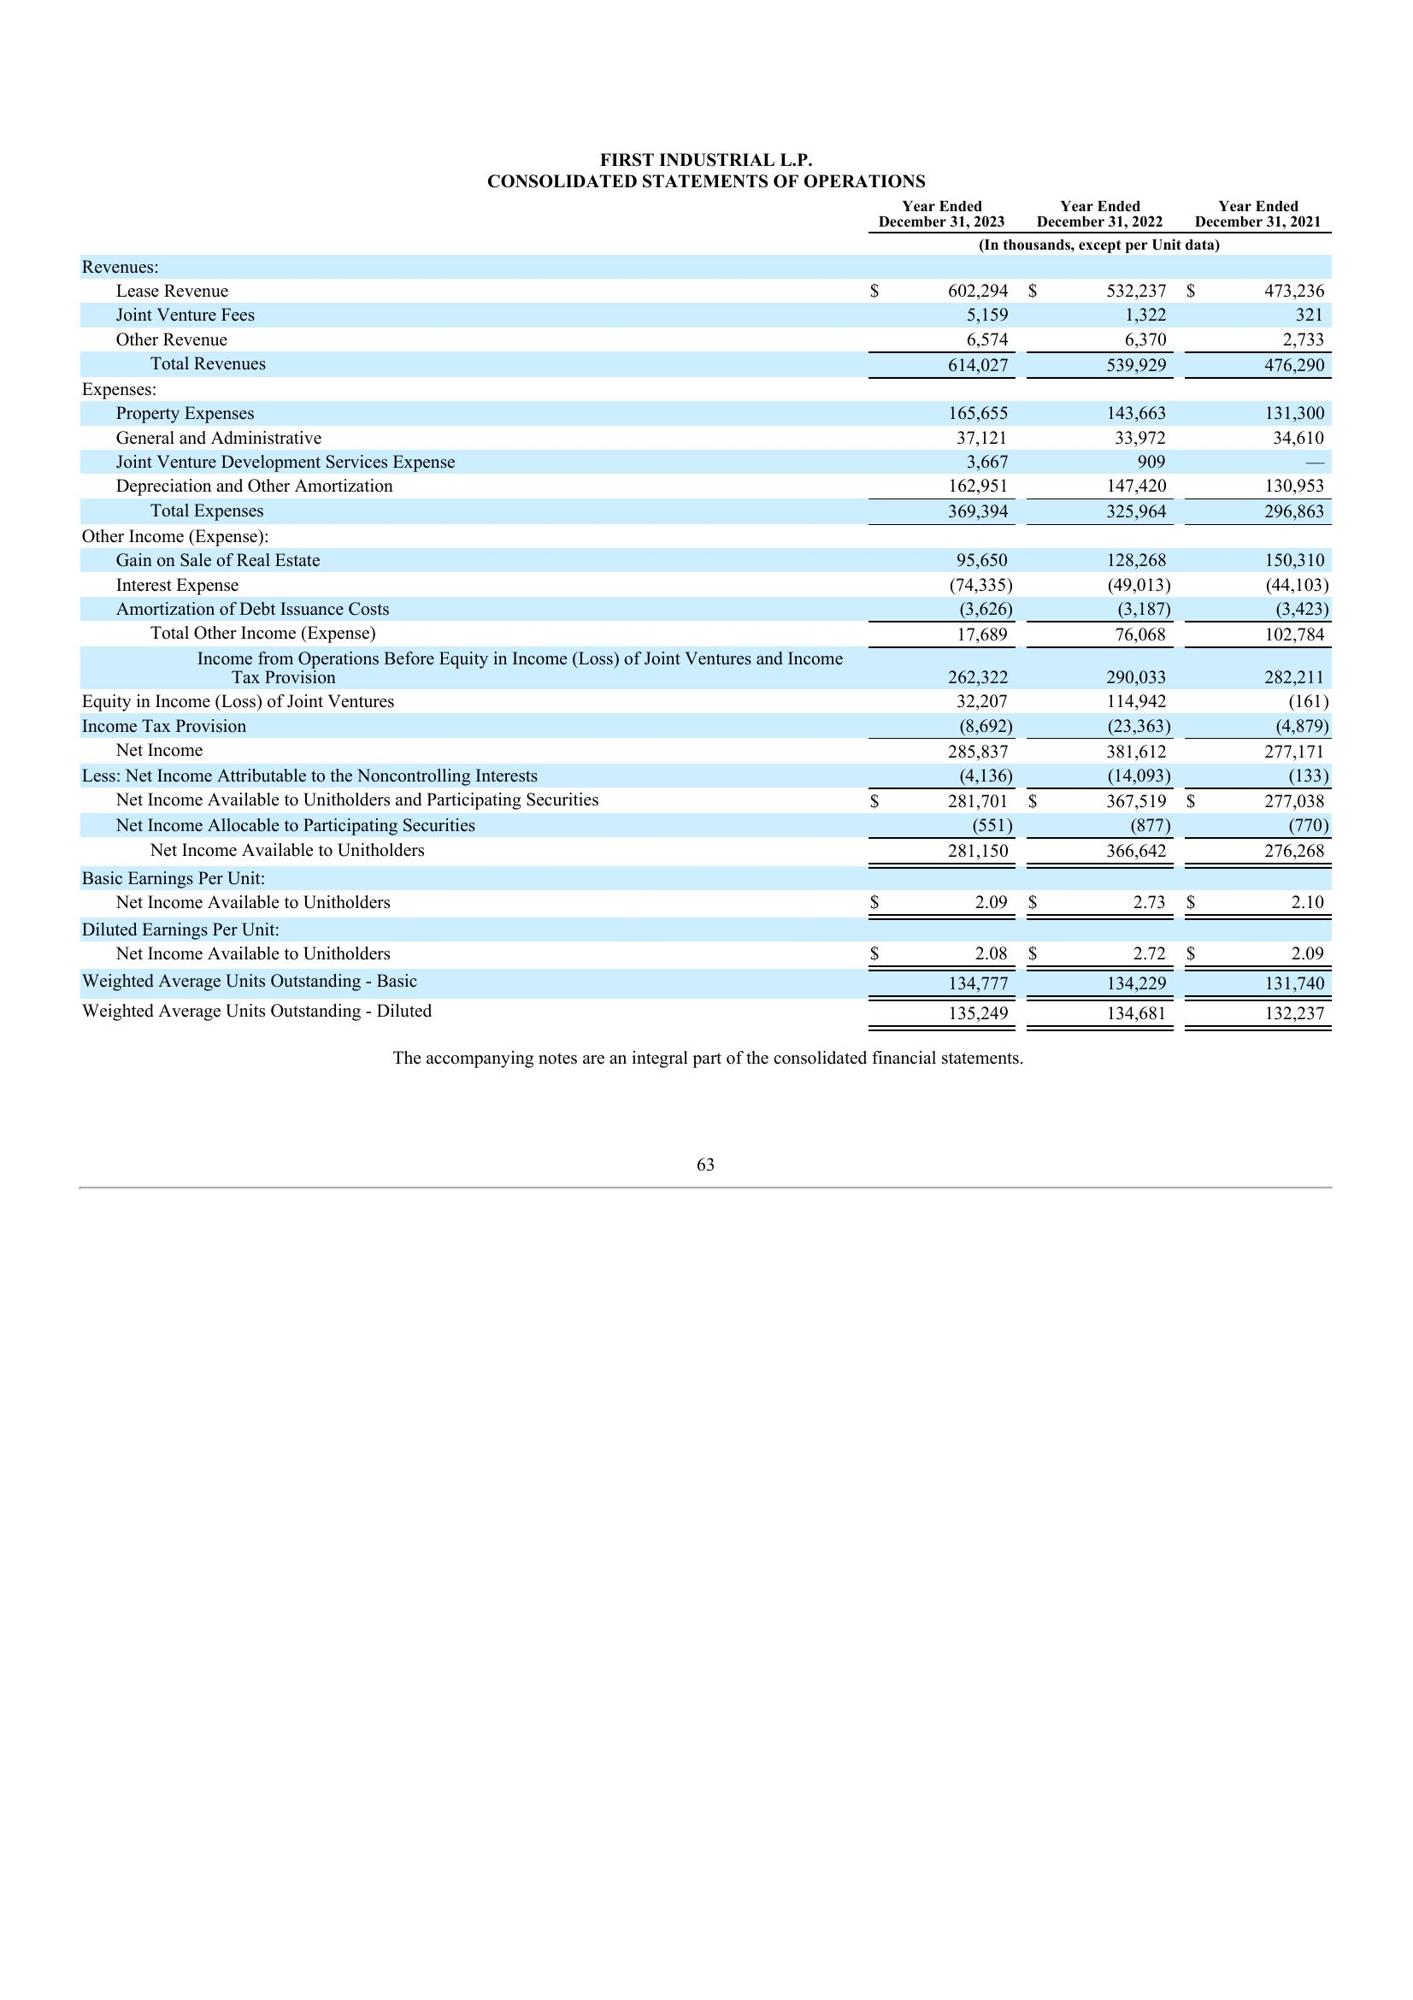 FIRST INDUSTRIAL L.P.
CONSOLIDATED STATEMENTS OF OPERATIONS
Year Ended December 31, 2023 Year Ended December 31, 2022 Year Ended December 31, 2021
(In thousands, except per Unit data)
Revenues:
Lease Revenue $ 602,294 $ 532,237 $ 473,236
Joint Venture Fees 5,159 1,322 321
Other Revenue 6,574 6,370 2,733
Total Revenues 614,027 539,929 476,290
Expenses:
Property Expenses 165,655 143,663 131,300
General and Administrative 37,121 33,972 34,610
Joint Venture Development Services Expense 3,667 909 —
Depreciation and Other Amortization 162,951 147,420 130,953
Total Expenses 369,394 325,964 296,863
Other Income (Expense):
Gain on Sale of Real Estate 95,650 128,268 150,310
Interest Expense (74,335) (49,013) (44,103)
Amortization of Debt Issuance Costs (3,626) (3,187) (3,423)
Total Other Income (Expense) 17,689 76,068 102,784
Income from Operations Before Equity in Income (Loss) of Joint Ventures and Income
Tax Provision 262,322 290,033 282,211
Equity in Income (Loss) of Joint Ventures 32,207 114,942 (161)
Income Tax Provision (8,692) (23,363) (4,879)
Net Income 285,837 381,612 277,171
Less: Net Income Attributable to the Noncontrolling Interests (4,136) (14,093) (133)
Net Income Available to Unitholders and Participating Securities $ 281,701 $ 367,519 $ 277,038
Net Income Allocable to Participating Securities (551) (877) (770)
Net Income Available to Unitholders 281,150 366,642 276,268
Basic Earnings Per Unit:
Net Income Available to Unitholders $ 2.09 $ 2.73 $ 2.10
Diluted Earnings Per Unit:
Net Income Available to Unitholders $ 2.08 $ 2.72 $ 2.09
Weighted Average Units Outstanding - Basic 134,777 134,229 131,740
Weighted Average Units Outstanding - Diluted 135,249 134,681 132,237
The accompanying notes are an integral part of the consolidated financial statements.
63